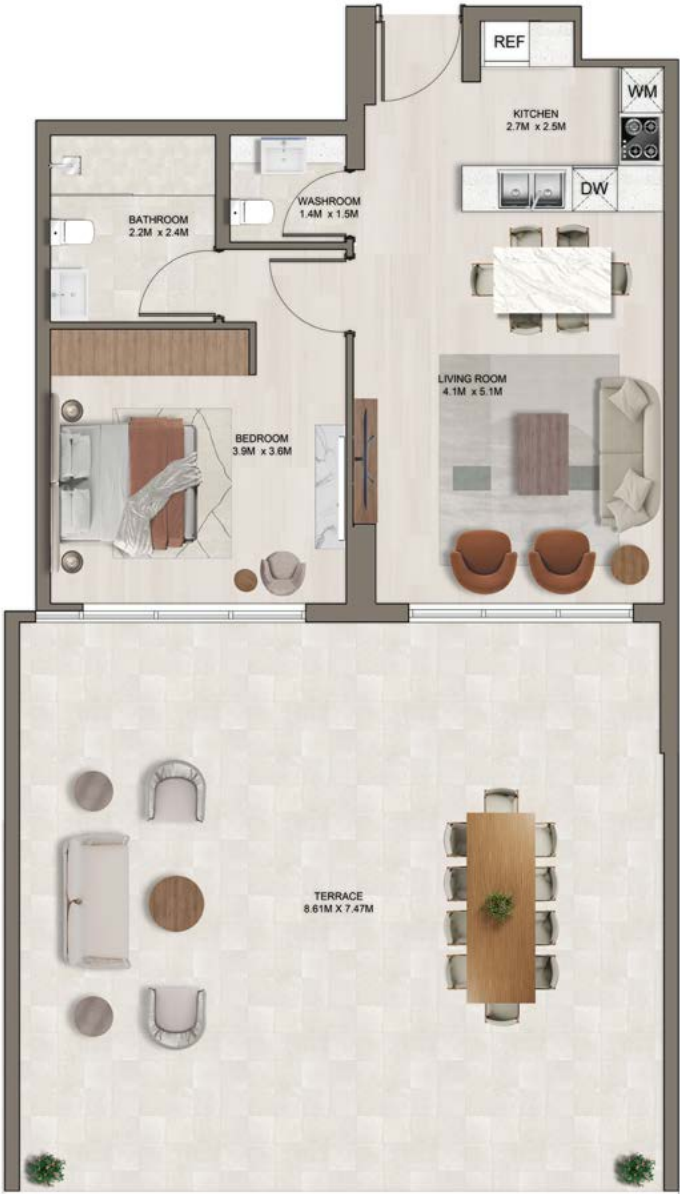 REF
WM
KITCHEN
2.7M x 2.5M
DW
WASHROOM
1.4M x 1.5M
BATHROOM
2.2M x 2.4M
LIVING ROOM
4.1M x 5.1M
BEDROOM
3.9M x 3.6M
TERRACE
8.61M X 7.47M